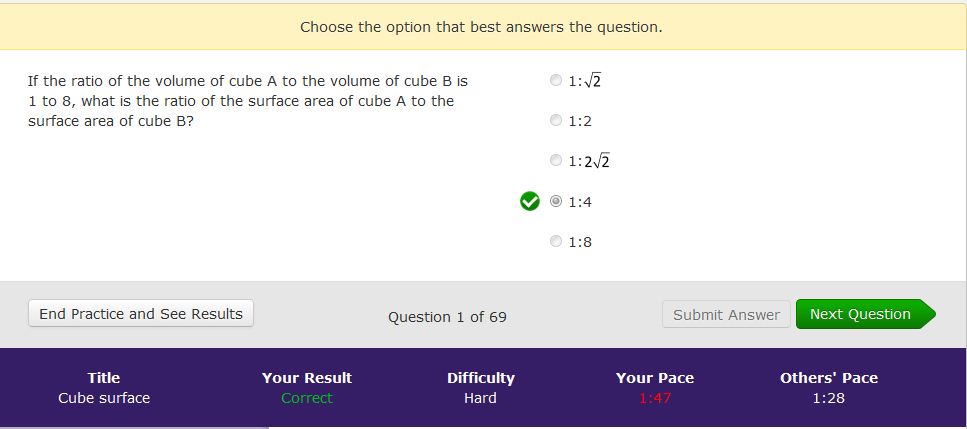 Choose the option that best answers the question.
If the ratio of the volume of cube A to the volume of cube B is
1 to 8, what is the ratio of the surface area of cube A to the
surface area of cube B?
1:√2
1:2
1:2√2
1:4
1:8
End Practice and See Results
Question 1 of 69
Submit Answer
Next Question
Title Your Result Difficulty Your Pace Others' Pace
Cube surface Correct Hard 1:47 1:28